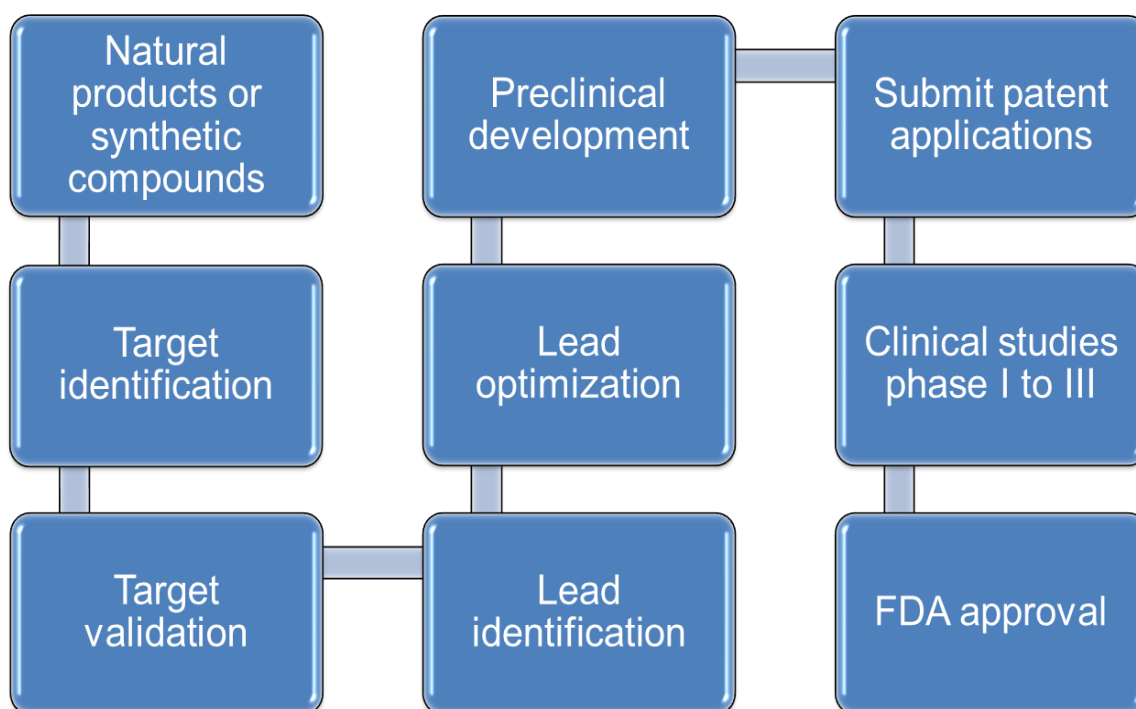 Natural
products or
synthetic
compounds
Target
identification
Target
validation
Lead
identification
Lead
optimization
Preclinical
development
Submit patent
applications
Clinical studies
phase I to III
FDA approval